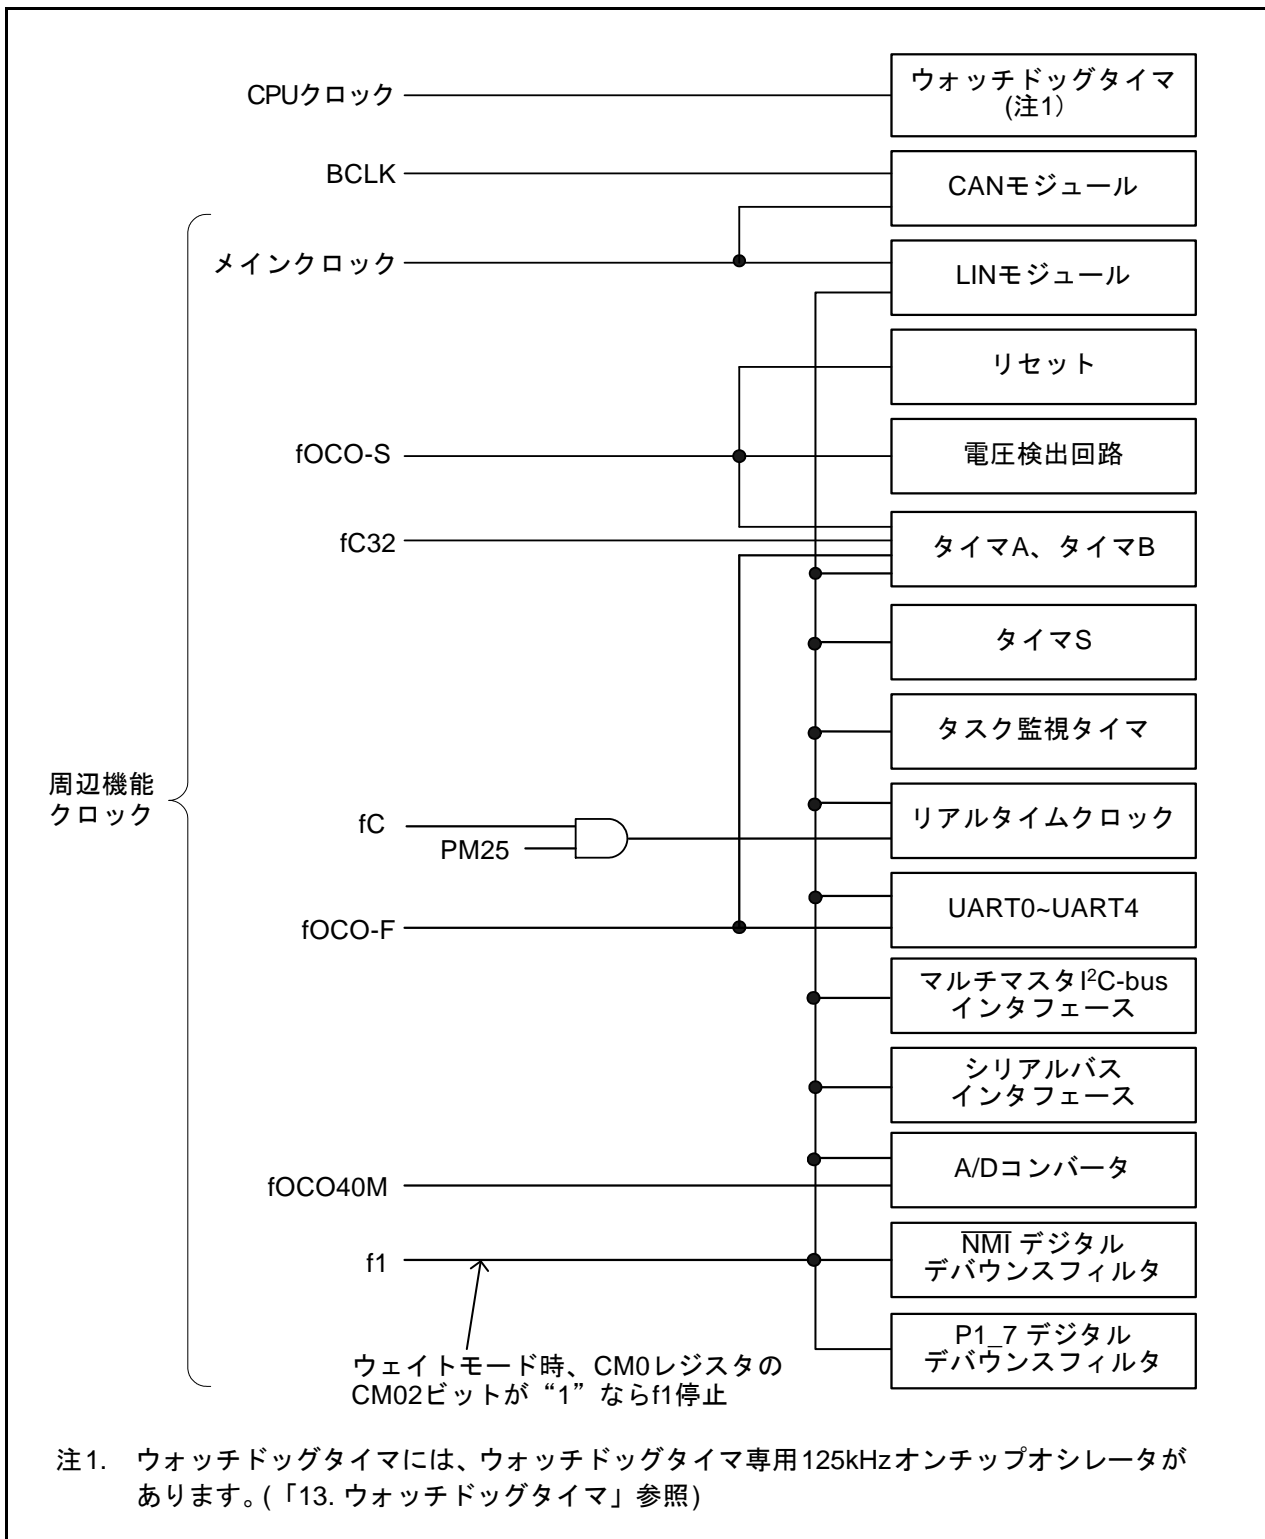 CPUクロック
ウォッチドッグタイマ
(注1)
BCLK
CANモジュール
メインクロック
LINモジュール
リセット
fOCO-S
電圧検出回路
fC32
タイマA、タイマB
タイマS
タスク監視タイマ
周辺機能
クロック
fC
PM25
リアルタイムクロック
fOCO-F
UART0~UART4
マルチマスタI²C-bus
インタフェース
シリアルバス
インタフェース
fOCO40M
A/Dコンバータ
f1
NMI デジタル
デバウンスフィルタ
P1_7 デジタル
デバウンスフィルタ
ウェイトモード時、CM0レジスタの
CM02ビットが“1”ならf1停止
注1. ウォッチドッグタイマには、ウォッチドッグタイマ専用125kHzオンチップオシレータが
あります。(「13. ウォッチドッグタイマ」参照)